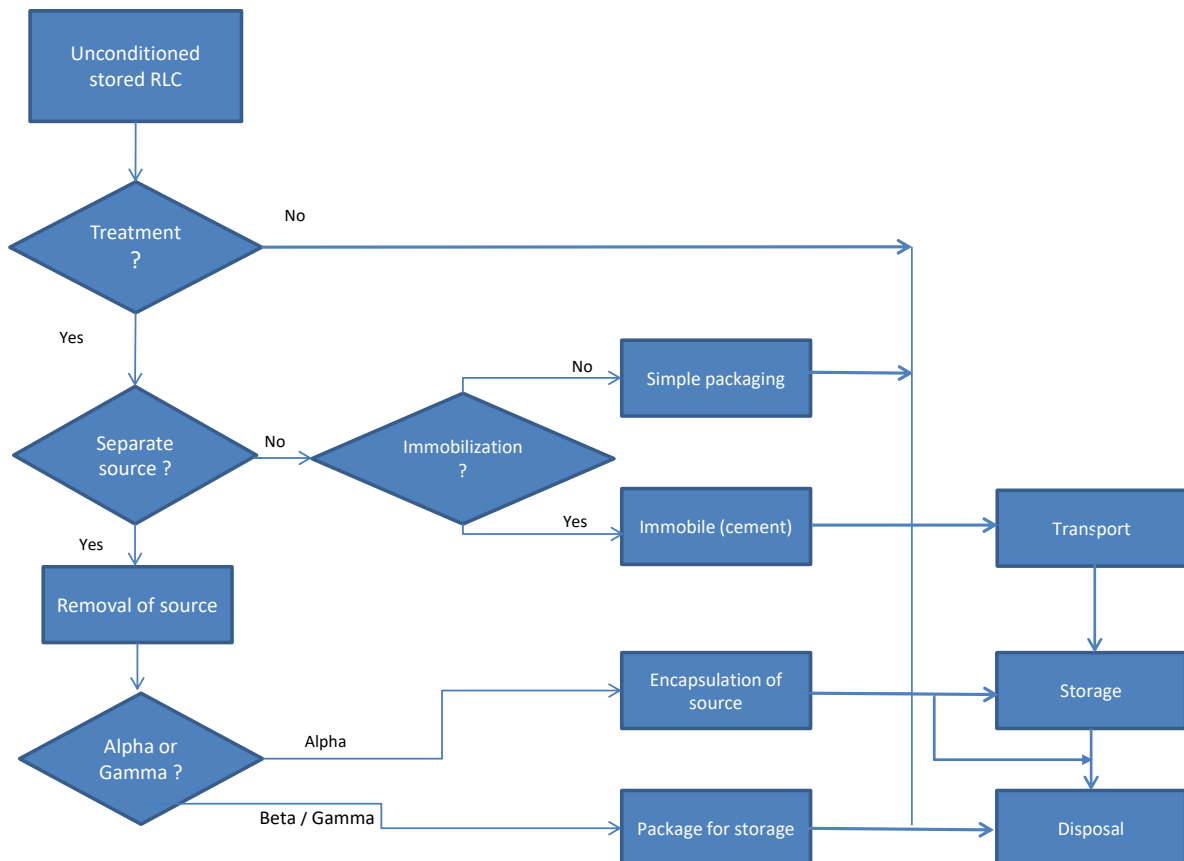 Unconditioned
stored RLC
No
Treatment
?
Yes
No
Simple packaging
Separate
source ?
No
Immobilization
?
Yes
Immobile (cement)
Transport
Yes
Removal of source
Encapsulation of
source
Storage
Alpha or
Gamma ?
Alpha
Beta / Gamma
Package for storage
Disposal